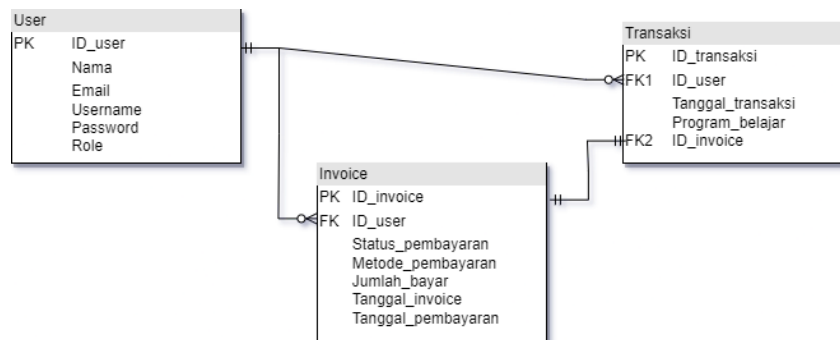 User
PK ID_user
Nama
Email
Username
Password
Role
Transaksi
PK ID_transaksi
FK1 ID_user
Tanggal_transaksi
Program_belajar
FK2 ID_invoice
Invoice
PK ID_invoice
FK ID_user
Status_pembayaran
Metode_pembayaran
Jumlah_bayar
Tanggal_invoice
Tanggal_pembayaran